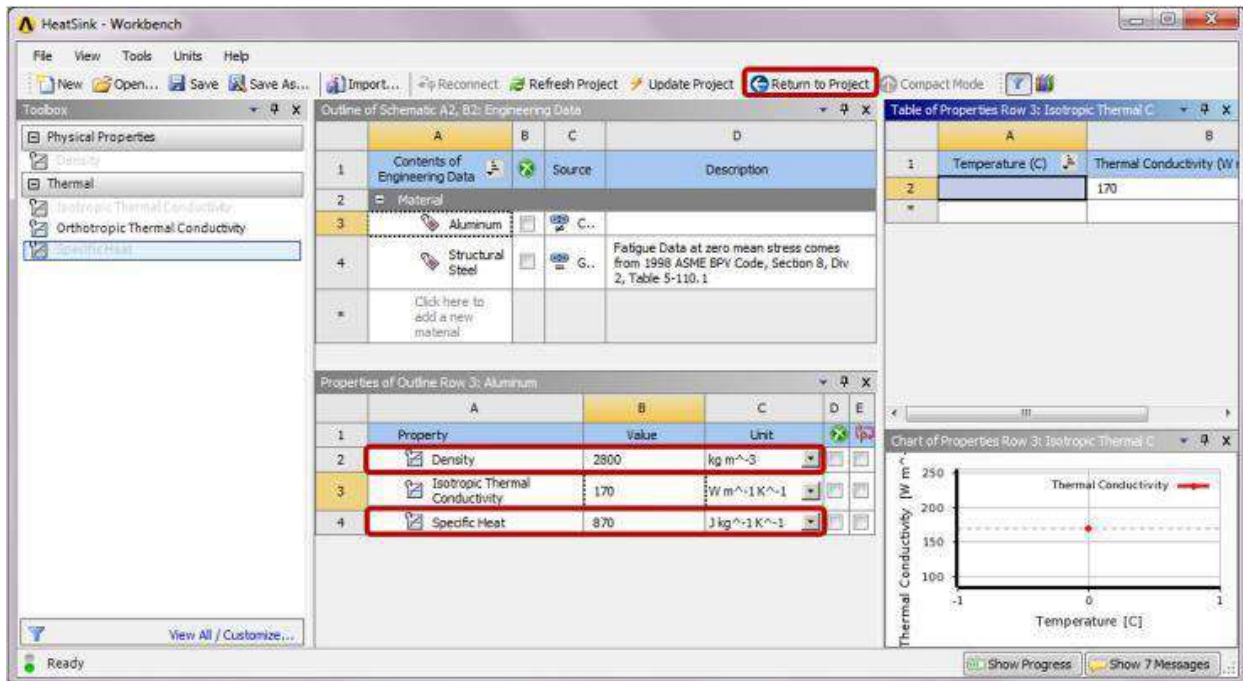 HeatSink - Workbench
File View Tools Units Help
New Open... Save Save As... Import... Reconnect Refresh Project Update Project Return to Project Compact Mode
Toolbox
Physical Properties
Density
Thermal
Isotropic Thermal Conductivity
Orthotropic Thermal Conductivity
Specific Heat
View All / Customize...
Outline of Schematic A2, B2: Engineering Data
A B C D
1 Contents of Engineering Data Source Description
2 Material
3 Aluminum C..
4 Structural Steel G.. Fatigue Data at zero mean stress comes
from 1998 ASME BPV Code, Section 8, Div
2, Table 5-110.1
* Click here to
add a new
material
Properties of Outline Row 3: Aluminum
A B C D E
1 Property Value Unit
2 Density 2800 kg m^-3
3 Isotropic Thermal Conductivity 170 W m^-1 K^-1
4 Specific Heat 870 J kg^-1 K^-1
Table of Properties Row 3: Isotropic Thermal C
A B
1 Temperature (C) Thermal Conductivity (W
2 170
*
Chart of Properties Row 3: Isotropic Thermal C
Thermal Conductivity [W m^-
250
200
150
100
Thermal Conductivity
-1 0 1
Temperature [C]
Ready
Show Progress Show 7 Messages